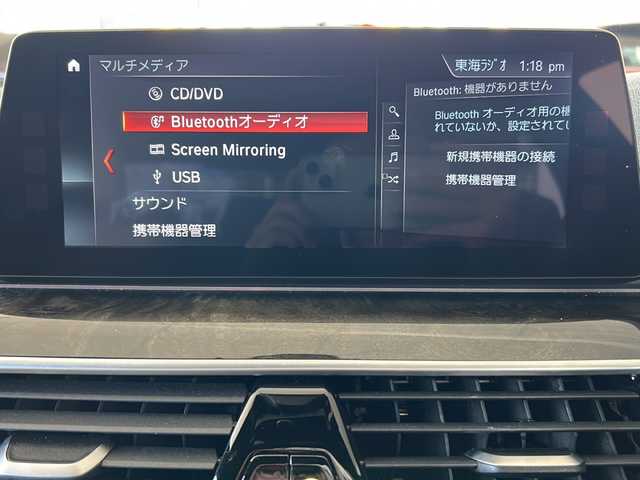 マルチメディア
東海ラジオ 1:18 pm
CD/DVD
Bluetoothオーディオ
Screen Mirroring
USB
サウンド
携帯機器管理
Bluetooth: 機器がありません
Bluetooth オーディオ用の機
れていないか、設定されてい
新規携帯機器の接続
携帯機器管理